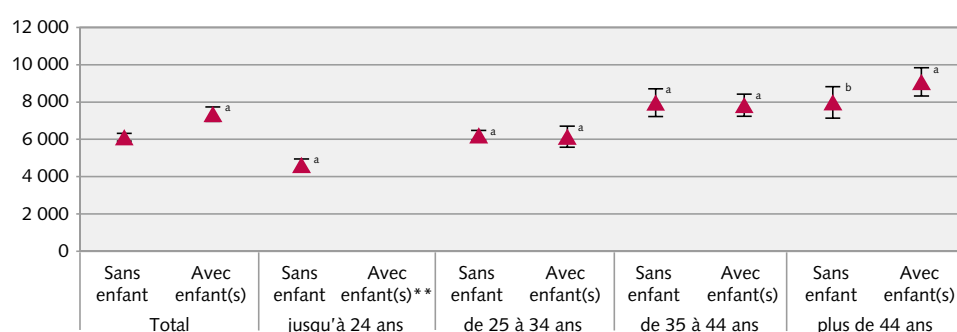 12 000
10 000
8 000
6 000
4 000
2 000
0
a
a
a
a
a
a
b
a
Sans enfant
Avec enfant(s)
Sans enfant
Avec enfant(s)**
Sans enfant
Avec enfant(s)
Sans enfant
Avec enfant(s)
Sans enfant
Avec enfant(s)
Total
jusqu'à 24 ans
de 25 à 34 ans
de 35 à 44 ans
plus de 44 ans